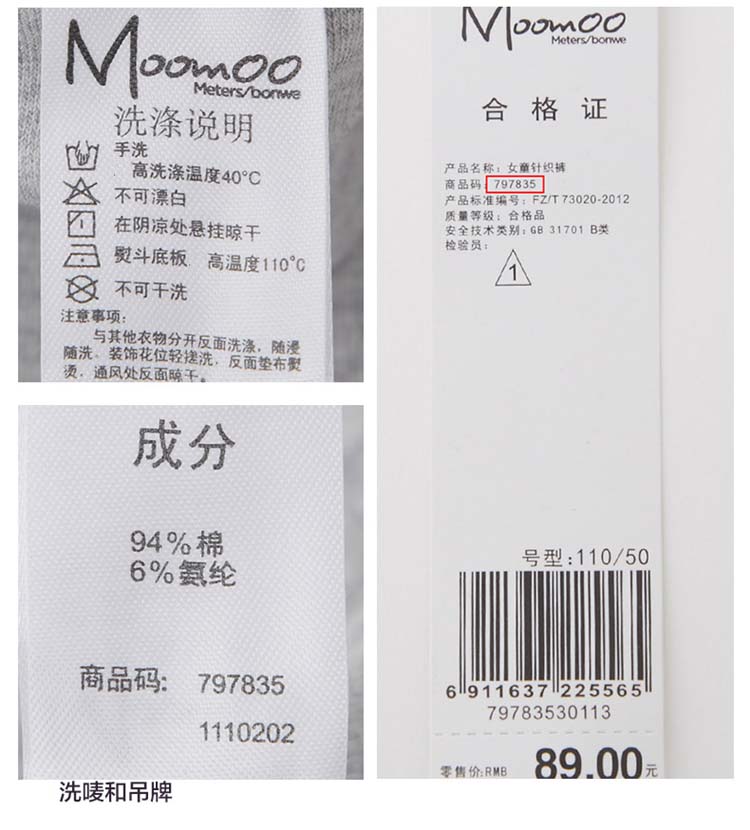 Moomoo
Meters/bonwe
洗涤说明
手洗
高洗涤温度40°C
不可漂白
在阴凉处悬挂晾干
熨斗底板 高温度110°C
不可干洗
注意事项:
与其他衣物分开反面洗涤，随漫
随洗、装饰花位轻搓洗，反面垫布熨
烫，通风处反面晾干。
成分
94%棉
6%氨纶
商品码: 797835
1110202
洗唛和吊牌
Moomoo
Meters/bonwe
合格证
产品名称: 女童针织裤
商品码: 797835
产品标准编号: FZ/T 73020-2012
质量等级: 合格品
安全技术类别: GB 31701 B类
检验员:
1
号型:110/50
6 911637 225565
79783530113
零售价:RMB 89.00元